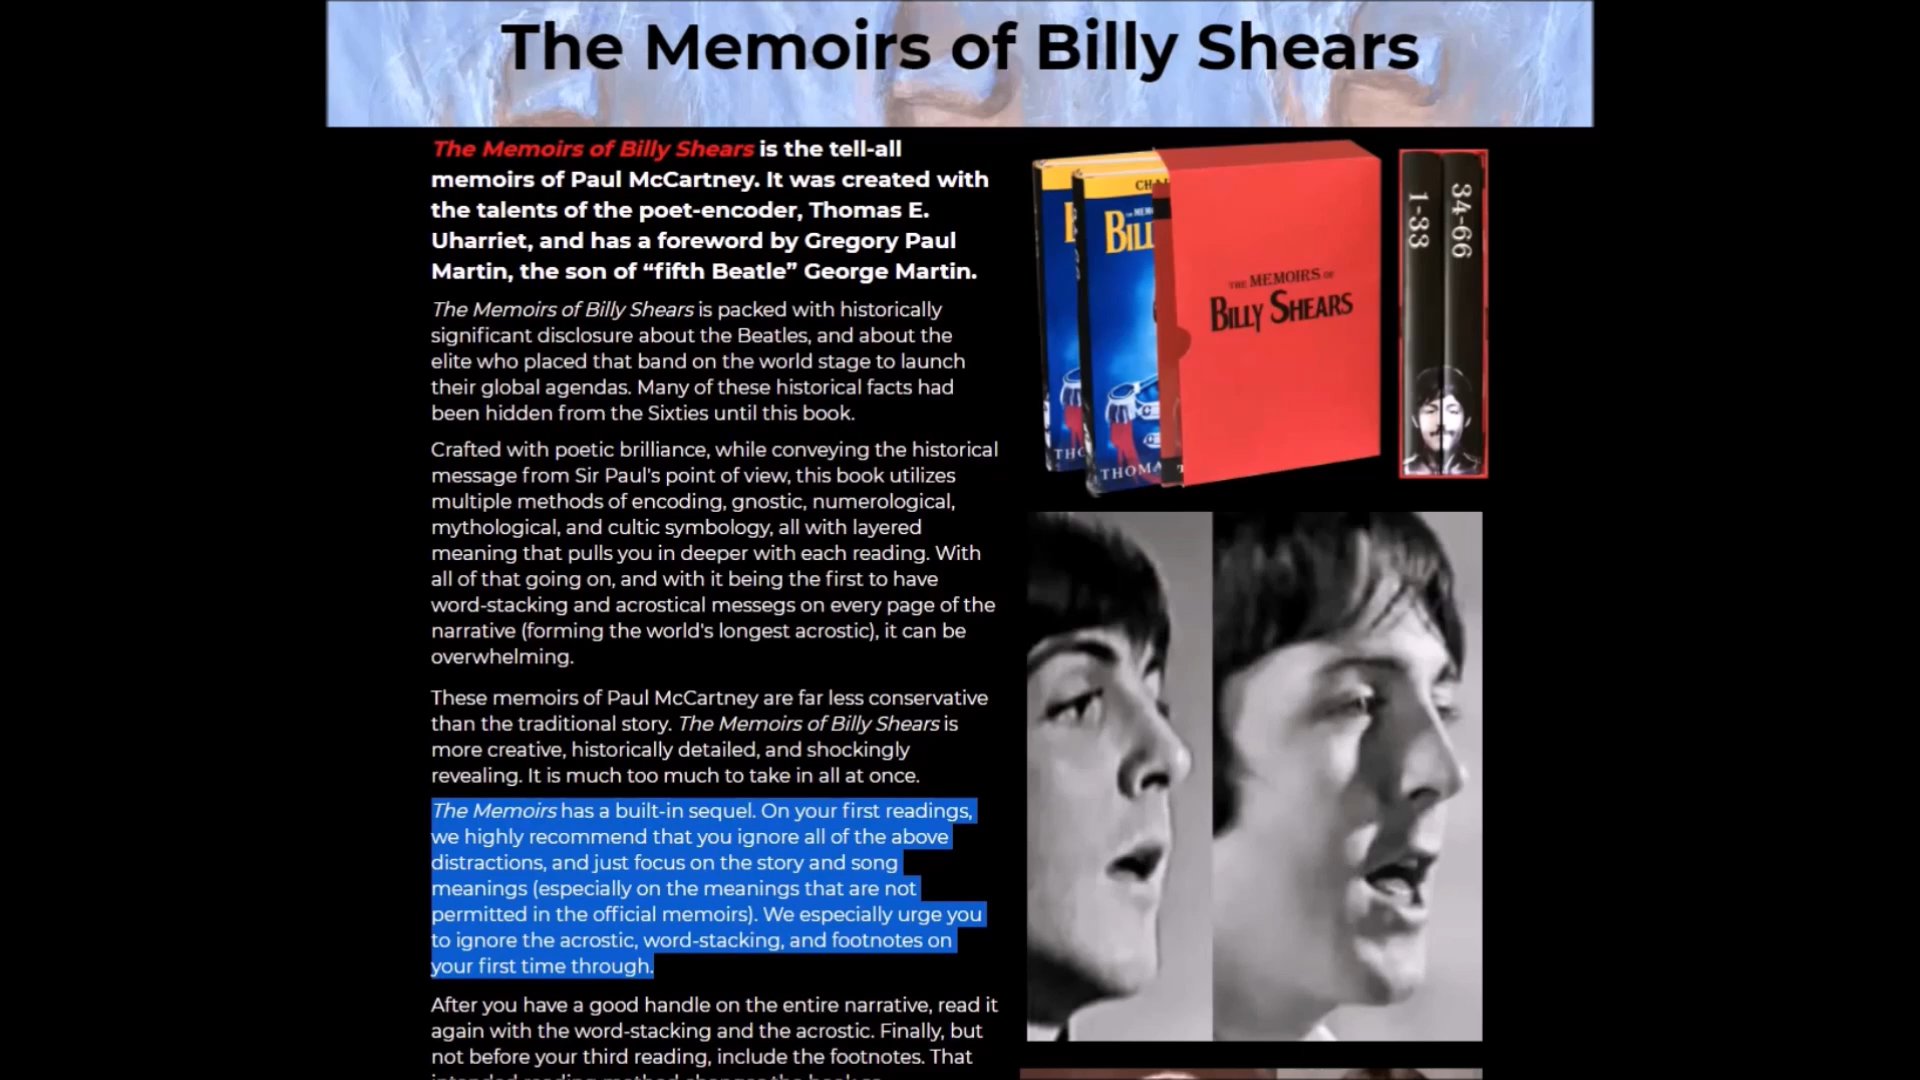 The Memoirs of Billy Shears
The Memoirs of Billy Shears is the tell-all
memoirs of Paul McCartney. It was created with
the talents of the poet-encoder, Thomas E.
Uharriet, and has a foreword by Gregory Paul
Martin, the son of “fifth Beatle” George Martin.
The Memoirs of Billy Shears is packed with historically
significant disclosure about the Beatles, and about the
elite who placed that band on the world stage to launch
their global agendas. Many of these historical facts had
been hidden from the Sixties until this book.
Crafted with poetic brilliance, while conveying the historical
message from Sir Paul's point of view, this book utilizes
multiple methods of encoding, gnostic, numerological,
mythological, and cultic symbology, all with layered
meaning that pulls you in deeper with each reading. With
all of that going on, and with it being the first to have
word-stacking and acrostical messegs on every page of the
narrative (forming the world's longest acrostic), it can be
overwhelming.
These memoirs of Paul McCartney are far less conservative
than the traditional story. The Memoirs of Billy Shears is
more creative, historically detailed, and shockingly
revealing. It is much too much to take in all at once.
The Memoirs has a built-in sequel. On your first readings,
we highly recommend that you ignore all of the above
distractions, and just focus on the story and song
meanings (especially on the meanings that are not
permitted in the official memoirs). We especially urge you
to ignore the acrostic, word-stacking, and footnotes on
your first time through.
After you have a good handle on the entire narrative, read it
again with the word-stacking and the acrostic. Finally, but
not before your third reading, include the footnotes. That
THE MEMOIRS OF
BILLY SHEARS
1-33
34-66